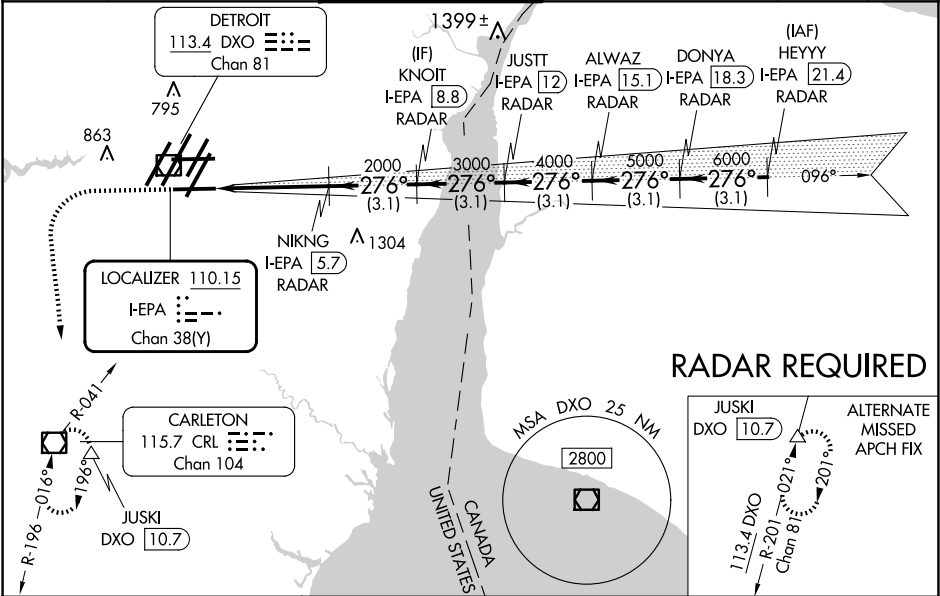 DETROIT
113.4 DXO
Chan 81
1399 ±
795
863
(IF)
KNOIT
I-EPA 8.8
RADAR
JUSTT
I-EPA 12
RADAR
ALWAZ
I-EPA 15.1
RADAR
DONYA
I-EPA 18.3
RADAR
(IAF)
HEYYY
I-EPA 21.4
RADAR
2000 3000 4000 5000 6000
276° 276° 276° 276° 276° 096°
(3.1) (3.1) (3.1) (3.1) (3.1)
NIKNG
I-EPA 5.7
RADAR
1304
LOCALIZER 110.15
I-EPA
Chan 38(Y)
RADAR REQUIRED
R-041
CARLETON
115.7 CRL
Chan 104
R-196
016°
196°
JUSKI
DXO 10.7
MSA DXO 25 NM
2800
CANADA
UNITED STATES
JUSKI
DXO 10.7
ALTERNATE
MISSED
APCH FIX
021°
201°
113.4 DXO
R-201
Chan 81